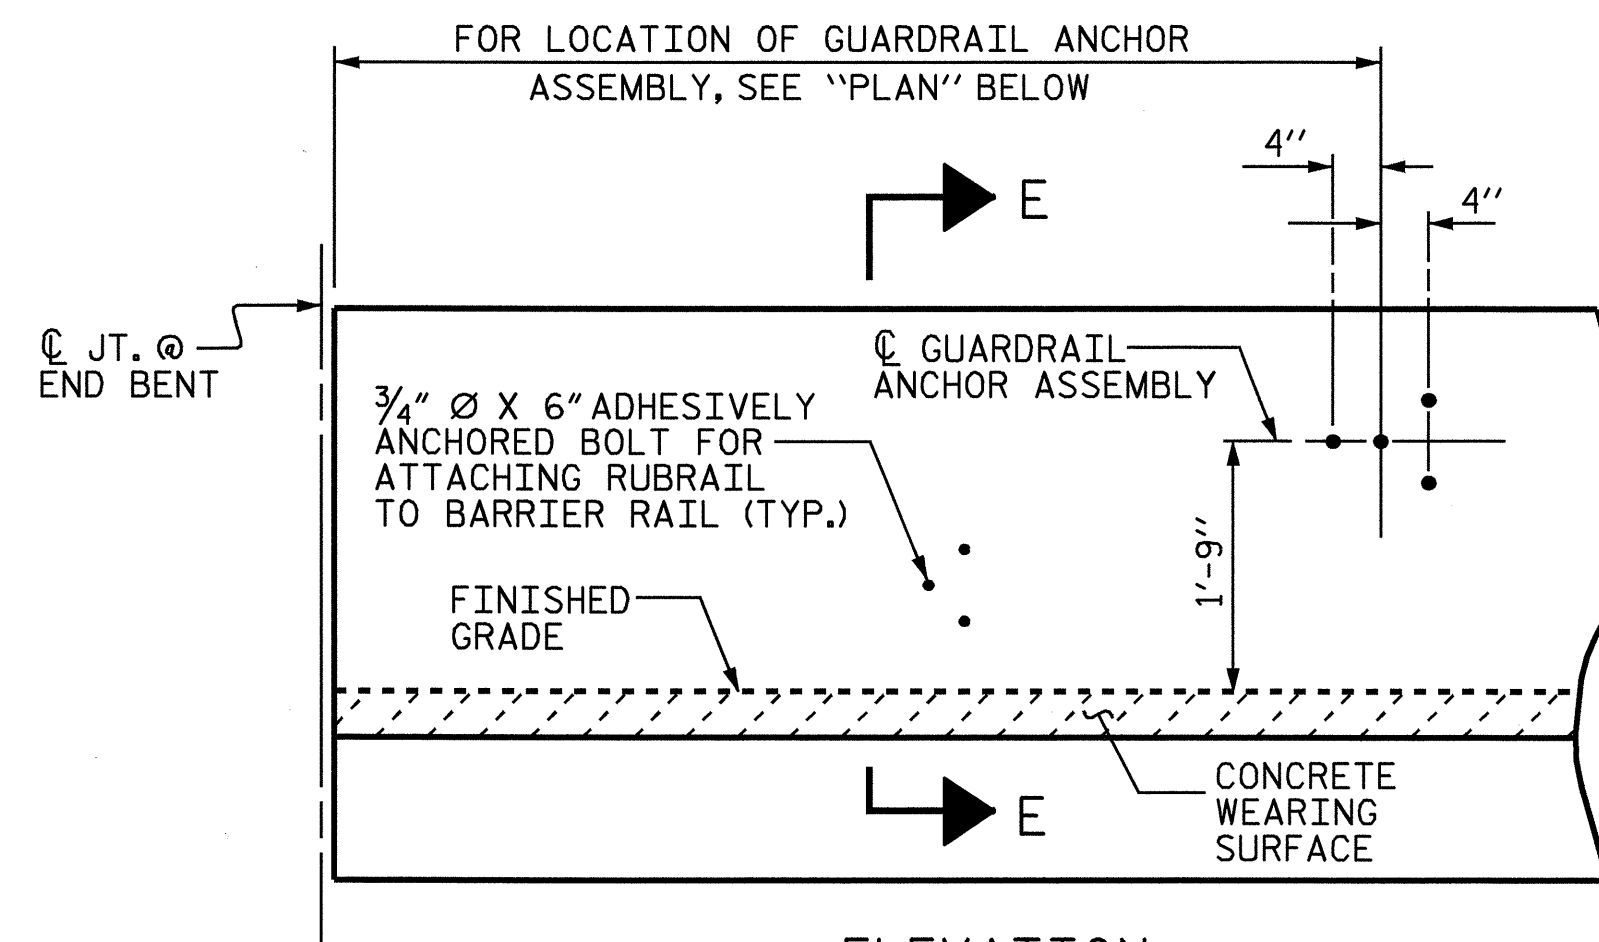 FOR LOCATION OF GUARDRAIL ANCHOR
ASSEMBLY, SEE "PLAN" BELOW
4"
4"
E
℄ JT. @
END BENT
℄ GUARDRAIL
ANCHOR ASSEMBLY
3/4" Ø X 6" ADHESIVELY
ANCHORED BOLT FOR
ATTACHING RUBRAIL
TO BARRIER RAIL (TYP.)
1'-9"
FINISHED
GRADE
CONCRETE
WEARING
SURFACE
E
ELEVATION